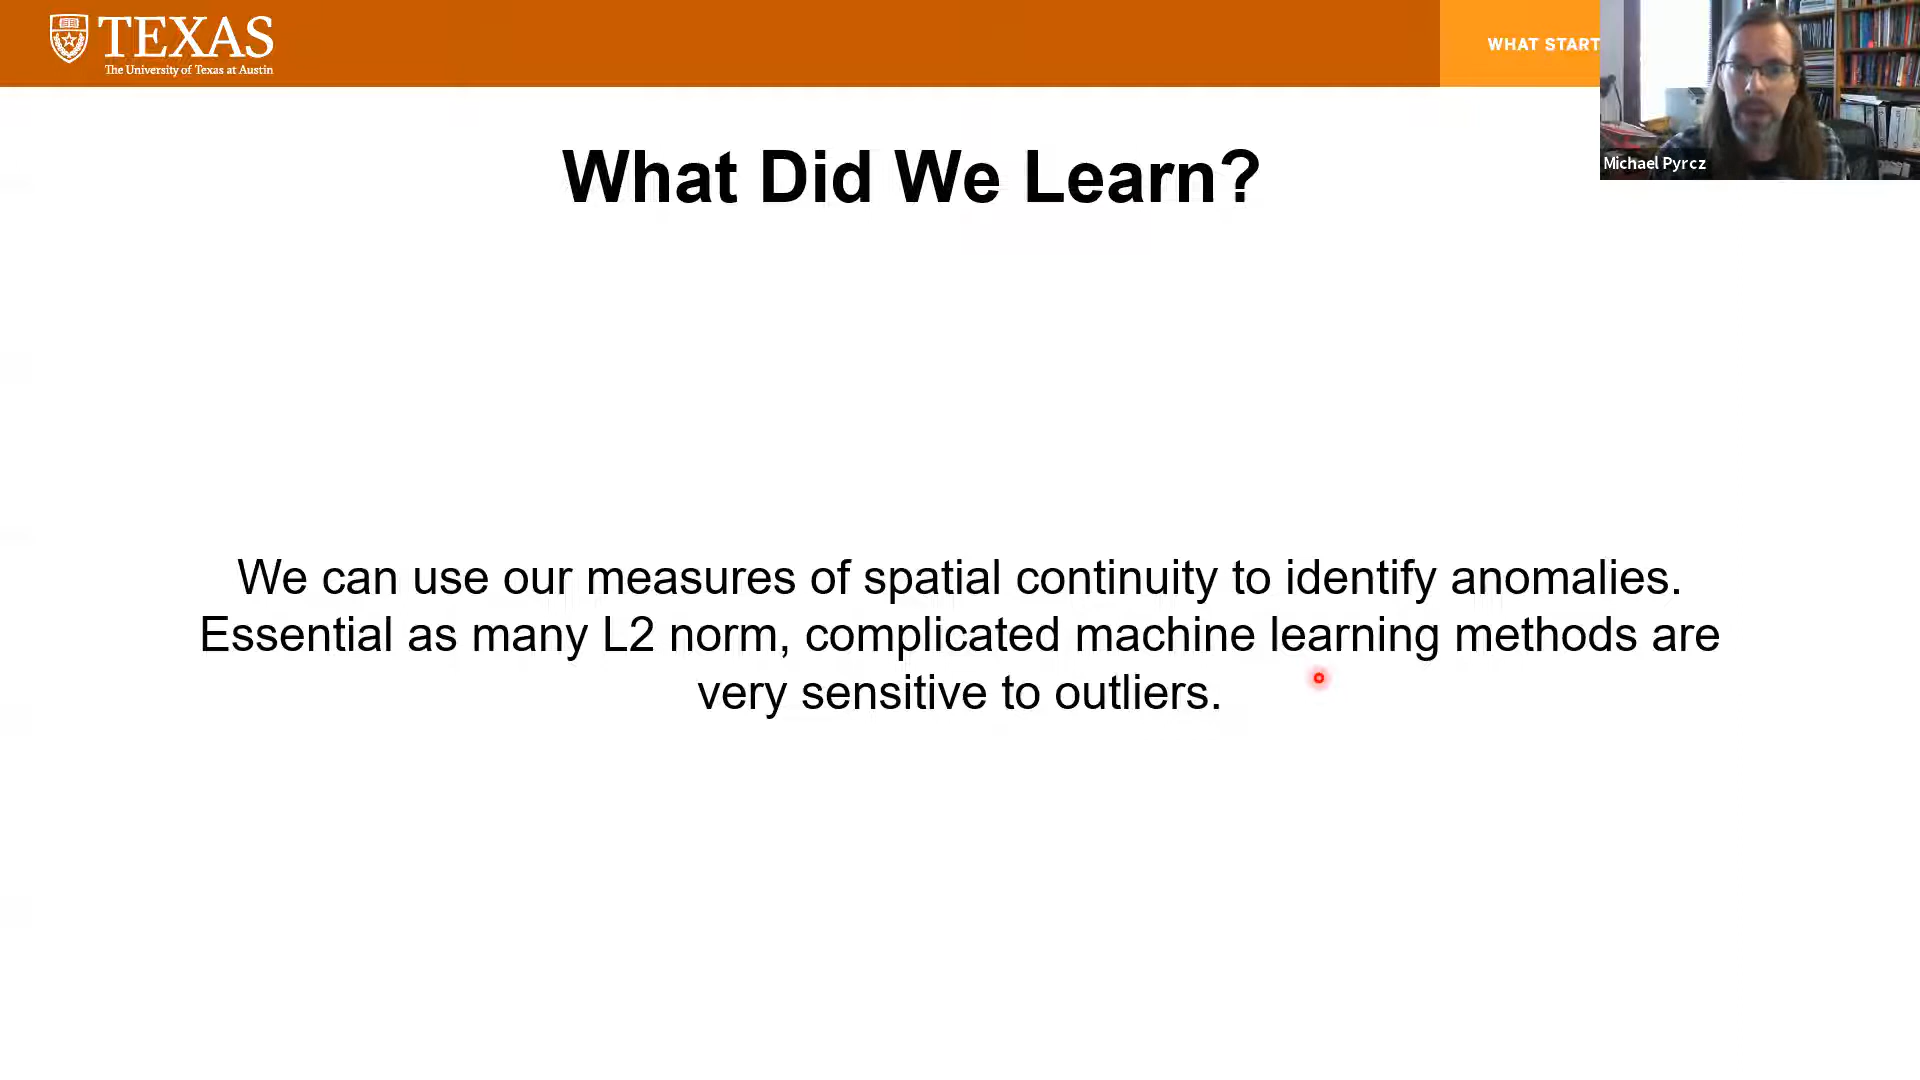 TEXAS
The University of Texas at Austin
WHAT START
Michael Pyrcz
What Did We Learn?
We can use our measures of spatial continuity to identify anomalies.
Essential as many L2 norm, complicated machine learning methods are
very sensitive to outliers.